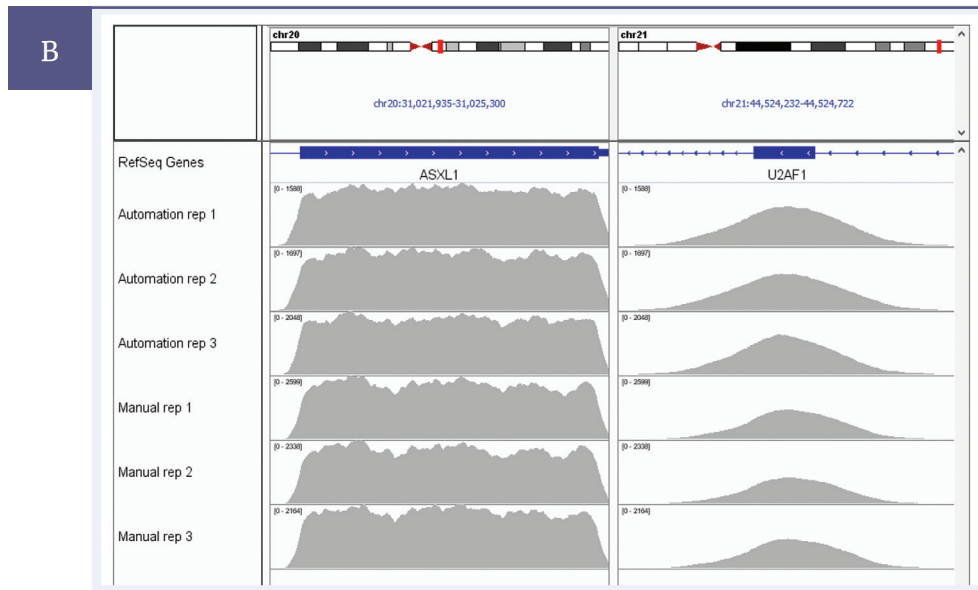 B
chr20
chr21
chr20:31,021,935-31,025,300
chr21:44,524,232-44,524,722
RefSeq Genes
ASXL1
U2AF1
Automation rep 1
[0 - 1588]
[0 - 1588]
Automation rep 2
[0 - 1697]
[0 - 1697]
Automation rep 3
[0 - 2048]
[0 - 2048]
Manual rep 1
[0 - 2599]
[0 - 2599]
Manual rep 2
[0 - 2338]
[0 - 2338]
Manual rep 3
[0 - 2164]
[0 - 2164]